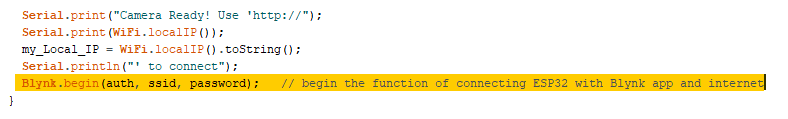 Serial.print("Camera Ready! Use 'http://");
Serial.print(WiFi.localIP());
my_Local_IP = WiFi.localIP().toString();
Serial.println("' to connect");
Blynk.begin(auth, ssid, password);   // begin the function of connecting ESP32 with Blynk app and internet
}